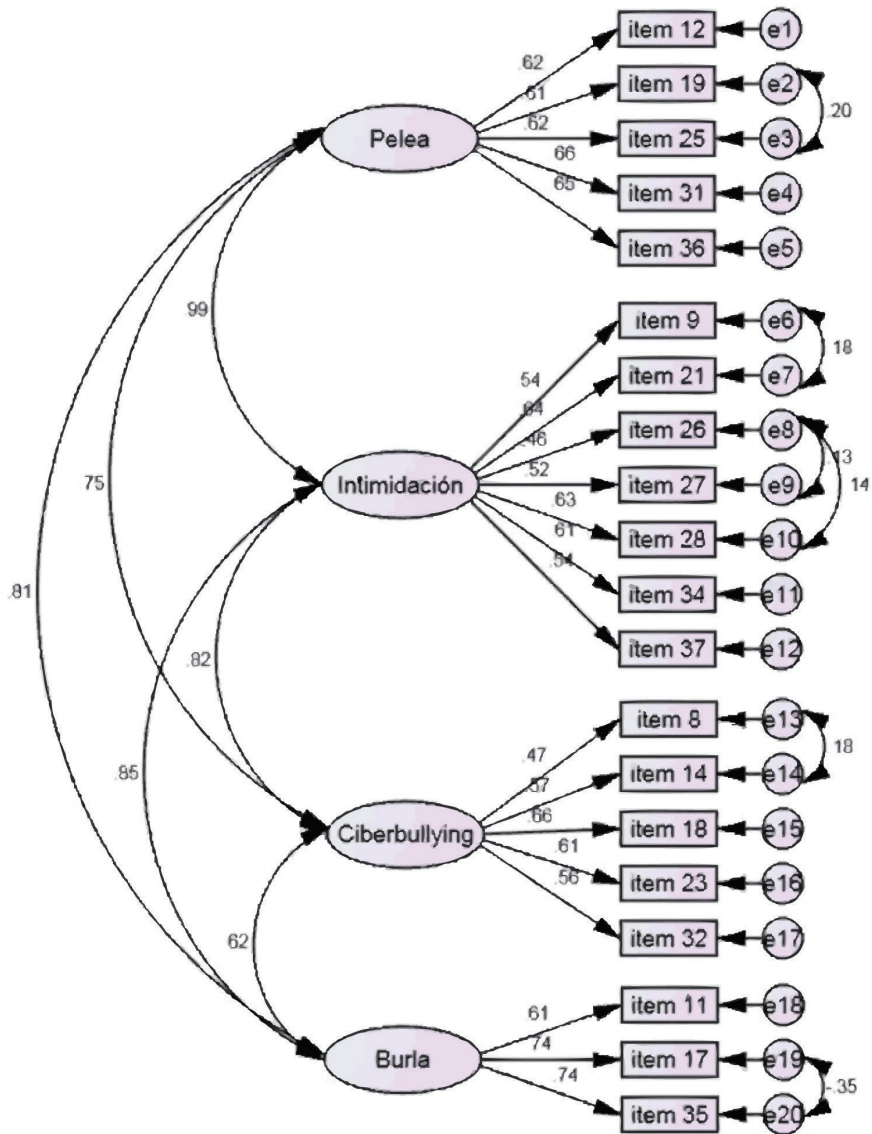 item 12
e1
.62
item 19
e2
.61
.20
.62
item 25
e3
Pelea
66
item 31
e4
65
item 36
e5
.99
item 9
e6
54
18
item 21
e7
.64
item 26
e8
.46
.13
.52
item 27
e9
14
Intimidación
.63
item 28
e10
61
item 34
e11
.54
item 37
e12
75
.81
.82
.85
item 8
e13
.47
18
item 14
e14
.57
.66
item 18
e15
Ciberbullying
.61
item 23
e16
.56
item 32
e17
62
item 11
e18
61
74
item 17
e19
Burla
.74
-.35
item 35
e20